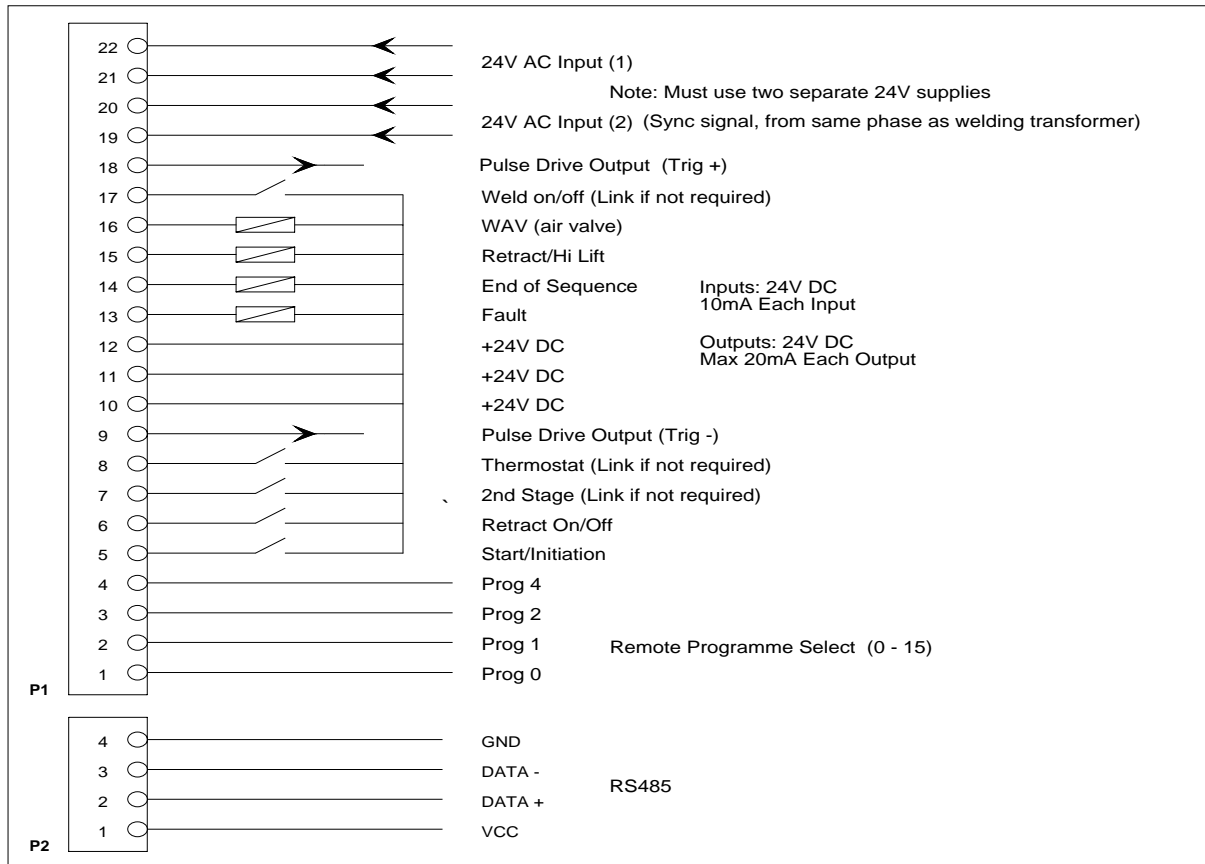 22
21
24V AC Input (1)
Note: Must use two separate 24V supplies
20
19
24V AC Input (2) (Sync signal, from same phase as welding transformer)
18 Pulse Drive Output (Trig +)
17 Weld on/off (Link if not required)
16 WAV (air valve)
15 Retract/Hi Lift
14 End of Sequence
13 Fault
Inputs: 24V DC
10mA Each Input
12 +24V DC
11 +24V DC
10 +24V DC
Outputs: 24V DC
Max 20mA Each Output
9 Pulse Drive Output (Trig -)
8 Thermostat (Link if not required)
7 ` 2nd Stage (Link if not required)
6 Retract On/Off
5 Start/Initiation
4 Prog 4
3 Prog 2
2 Prog 1
1 Prog 0
Remote Programme Select (0 - 15)
P1
4 GND
3 DATA -
2 DATA +
1 VCC
RS485
P2